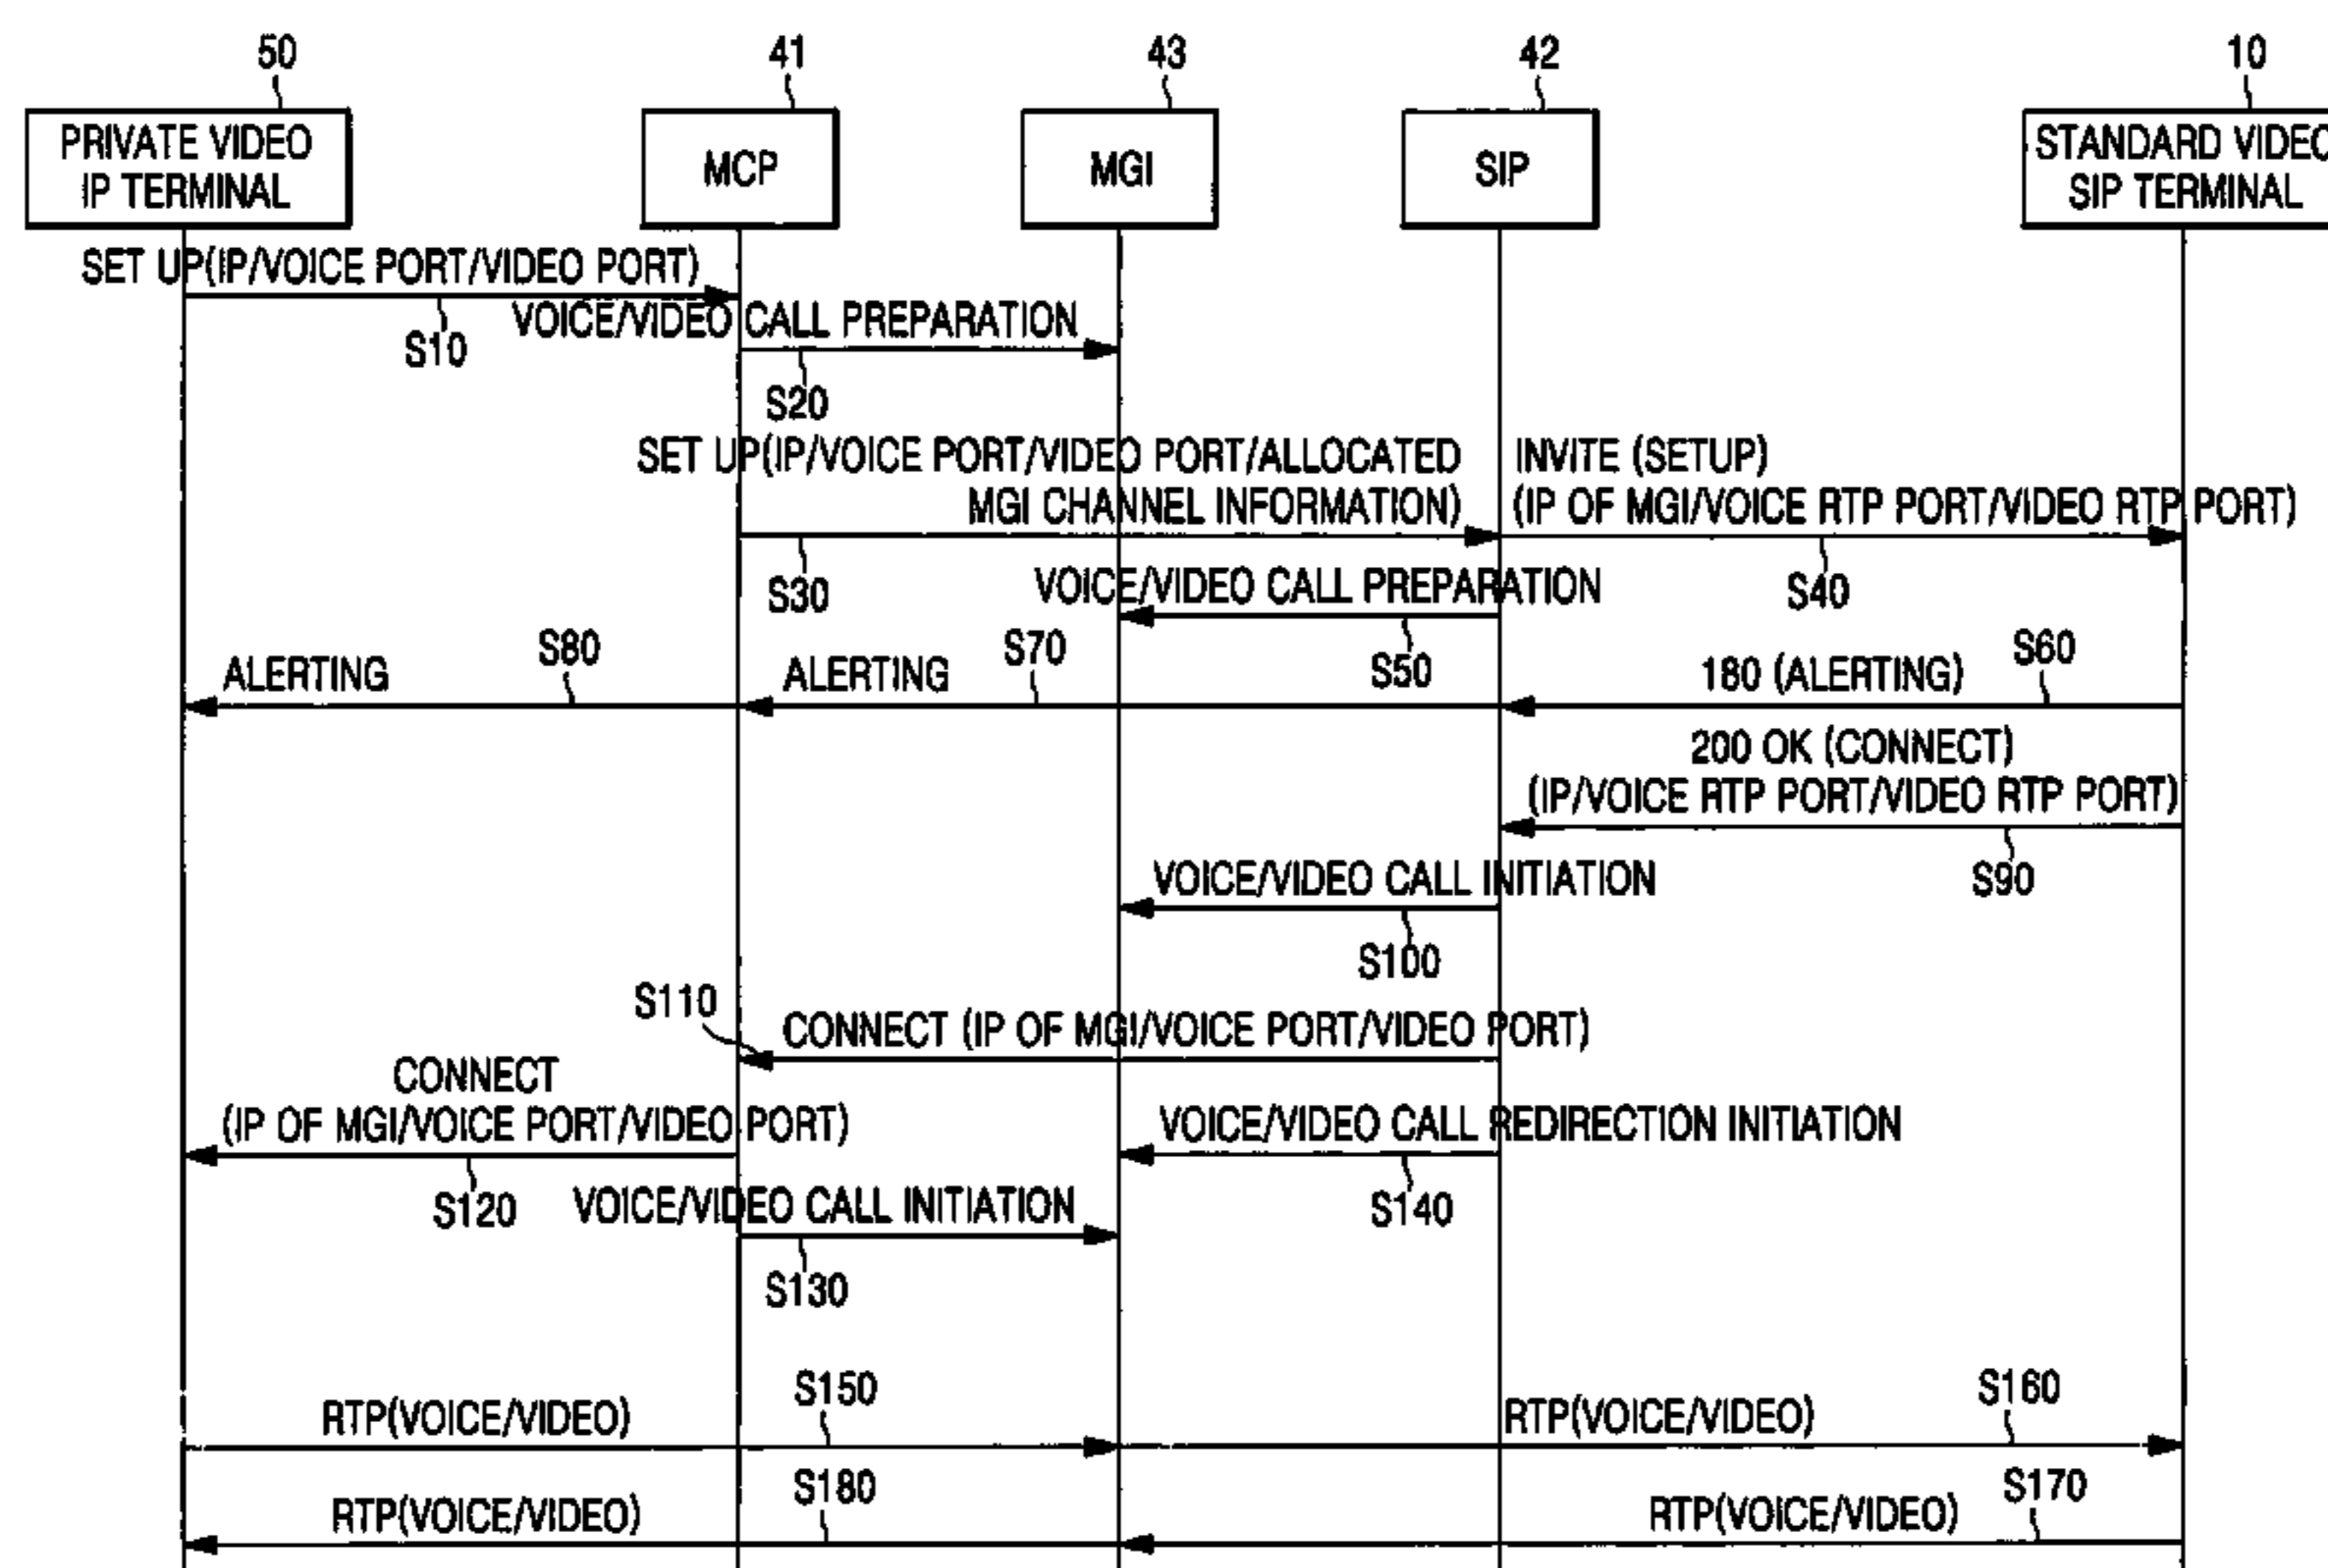 50
41
43
42
10
PRIVATE VIDEO
IP TERMINAL
MCP
MGI
SIP
STANDARD VIDEO
SIP TERMINAL
SET UP(IP/VOICE PORT/VIDEO PORT)
S10
VOICE/VIDEO CALL PREPARATION
S20
SET UP(IP/VOICE PORT/VIDEO PORT/ALLOCATED
MGI CHANNEL INFORMATION)
S30
INVITE (SETUP)
(IP OF MGI/VOICE RTP PORT/VIDEO RTP PORT)
S40
VOICE/VIDEO CALL PREPARATION
S50
180 (ALERTING)
S60
ALERTING
S70
ALERTING
S80
200 OK (CONNECT)
(IP/VOICE RTP PORT/VIDEO RTP PORT)
S90
VOICE/VIDEO CALL INITIATION
S100
S110
CONNECT (IP OF MGI/VOICE PORT/VIDEO PORT)
CONNECT
(IP OF MGI/VOICE PORT/VIDEO PORT)
S120
VOICE/VIDEO CALL REDIRECTION INITIATION
S140
VOICE/VIDEO CALL INITIATION
S130
RTP(VOICE/VIDEO)
S150
RTP(VOICE/VIDEO)
S160
RTP(VOICE/VIDEO)
S180
RTP(VOICE/VIDEO)
S170